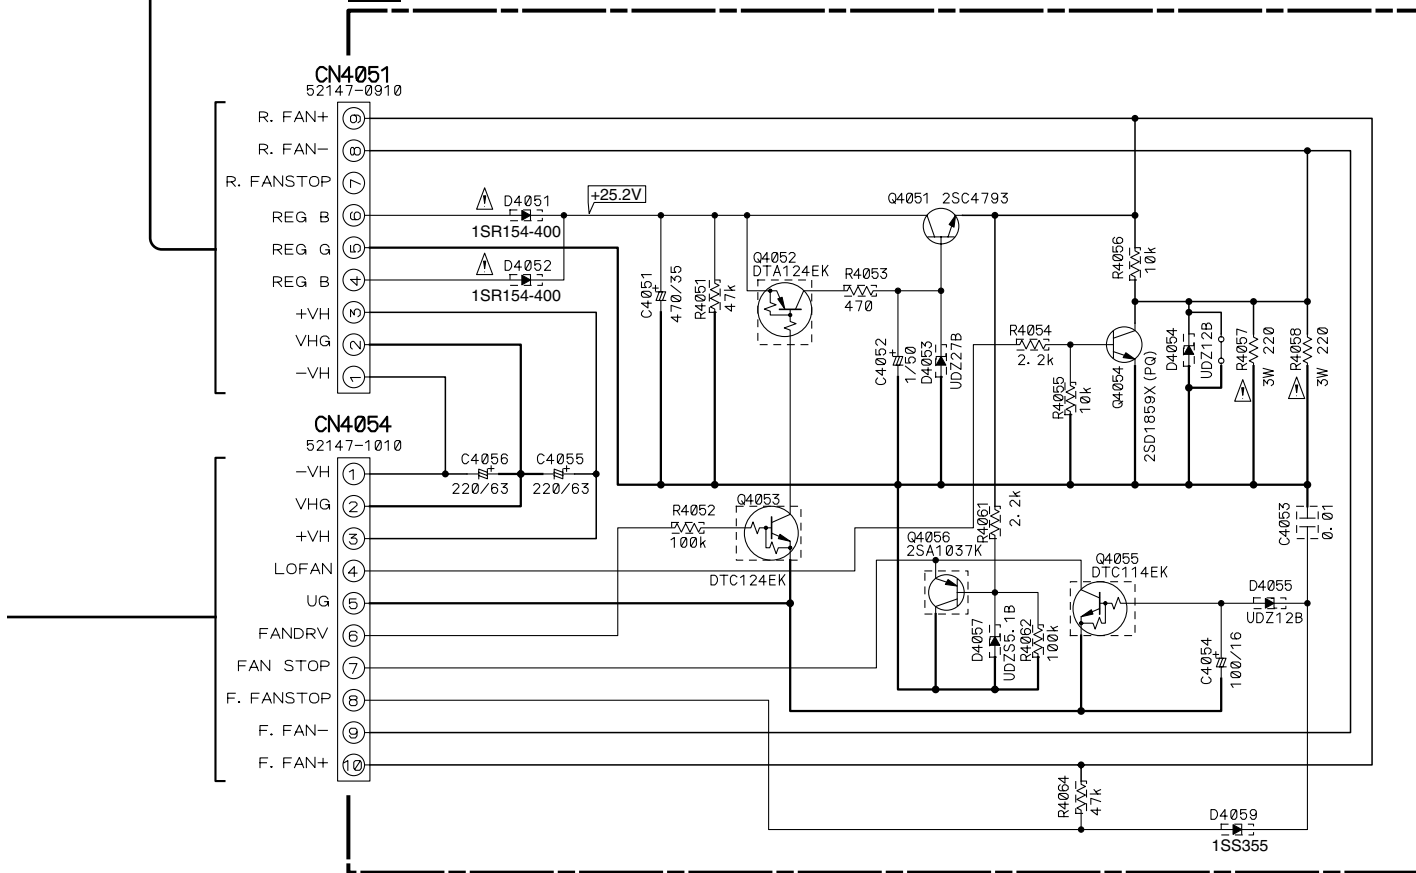 CN4051
52147-0910
R. FAN+ 9
R. FAN- 8
R. FANSTOP 7
REG B 6
REG G 5
REG B 4
+VH 3
VHG 2
-VH 1
D4051
1SR154-400
D4052
1SR154-400
+25.2V
C4051
470/35
R4051
47k
Q4052
DTA124EK
R4053
470
Q4051 2SC4793
C4052
1/50
D4053
UDZ27B
R4054
2.2k
R4055
10k
R4056
10k
Q4054
2SD1859X(PQ)
D4054
UDZ12B
R4057
3W 220
R4058
3W 220
CN4054
52147-1010
-VH 1
VHG 2
+VH 3
LOFAN 4
UG 5
FANDRV 6
FAN STOP 7
F. FANSTOP 8
F. FAN- 9
F. FAN+ 10
C4056
220/63
C4055
220/63
R4052
100k
Q4053
DTC124EK
Q4056
2SA1037K
R4061
2.2k
D4057
UDZS5.1B
R4062
100k
Q4055
DTC114EK
C4053
0.01
D4055
UDZ12B
C4054
100/16
R4064
47k
D4059
1SS355